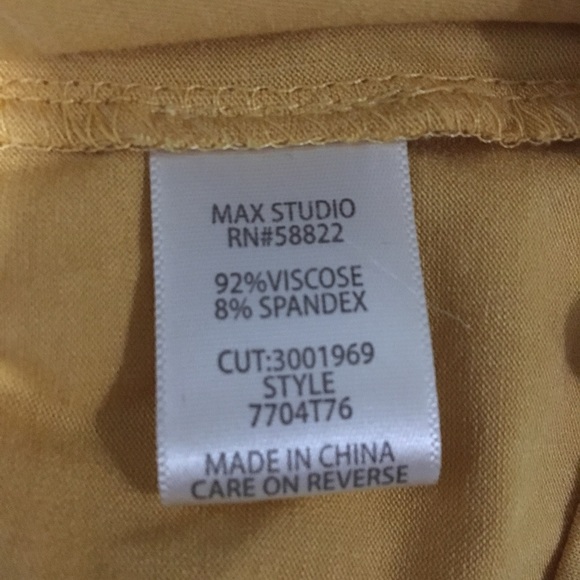 MAX STUDIO
RN#58822
92%VISCOSE
8% SPANDEX
CUT:3001969
STYLE
7704T76
MADE IN CHINA
CARE ON REVERSE